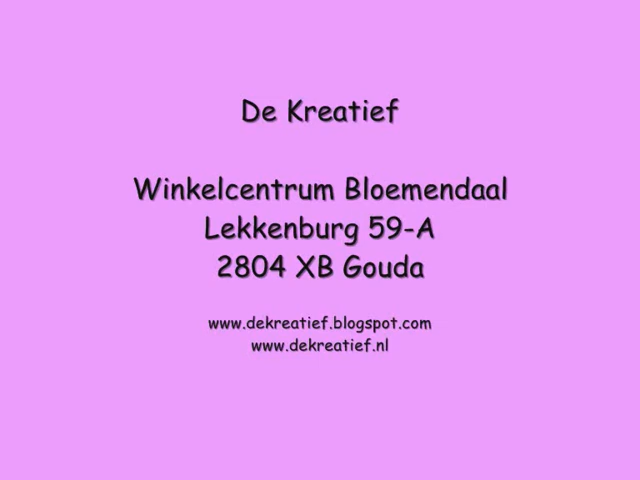 De Kreatief
Winkelcentrum Bloemendaal
Lekkenburg 59-A
2804 XB Gouda
www.dekreatief.blogspot.com
www.dekreatief.nl